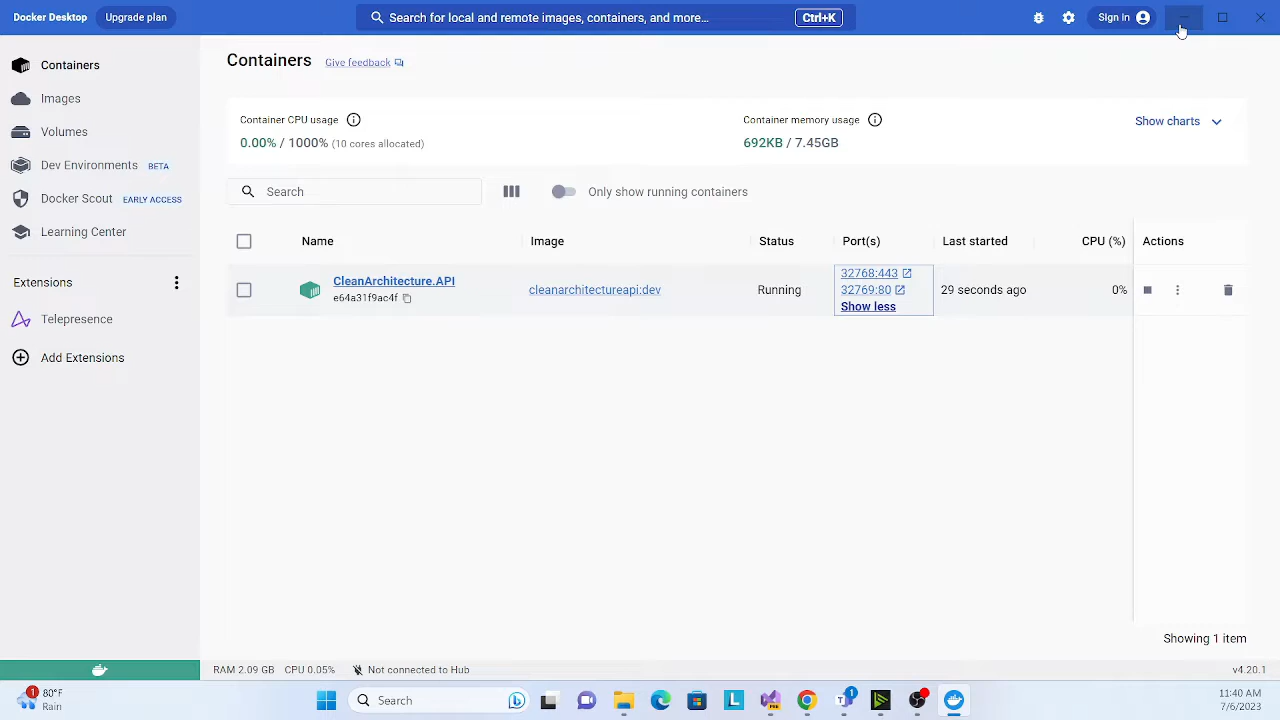 Docker Desktop Upgrade plan Search for local and remote images, containers, and more... Ctrl+K Sign in
Containers
Images
Volumes
Dev Environments BETA
Docker Scout EARLY ACCESS
Learning Center
Extensions
Telepresence
Add Extensions
Containers Give feedback
Container CPU usage
0.00% / 1000% (10 cores allocated)
Container memory usage
692KB / 7.45GB
Show charts
Search Only show running containers
Name Image Status Port(s) Last started CPU (%) Actions
CleanArchitecture.API
e64a31f9ac4f
cleanarchitectureapi:dev
Running
32768:443
32769:80
Show less
29 seconds ago
0%
Showing 1 item
RAM 2.09 GB CPU 0.05% Not connected to Hub v4.20.1
1
80°F
Rain
Search
1
11:40 AM
7/6/2023